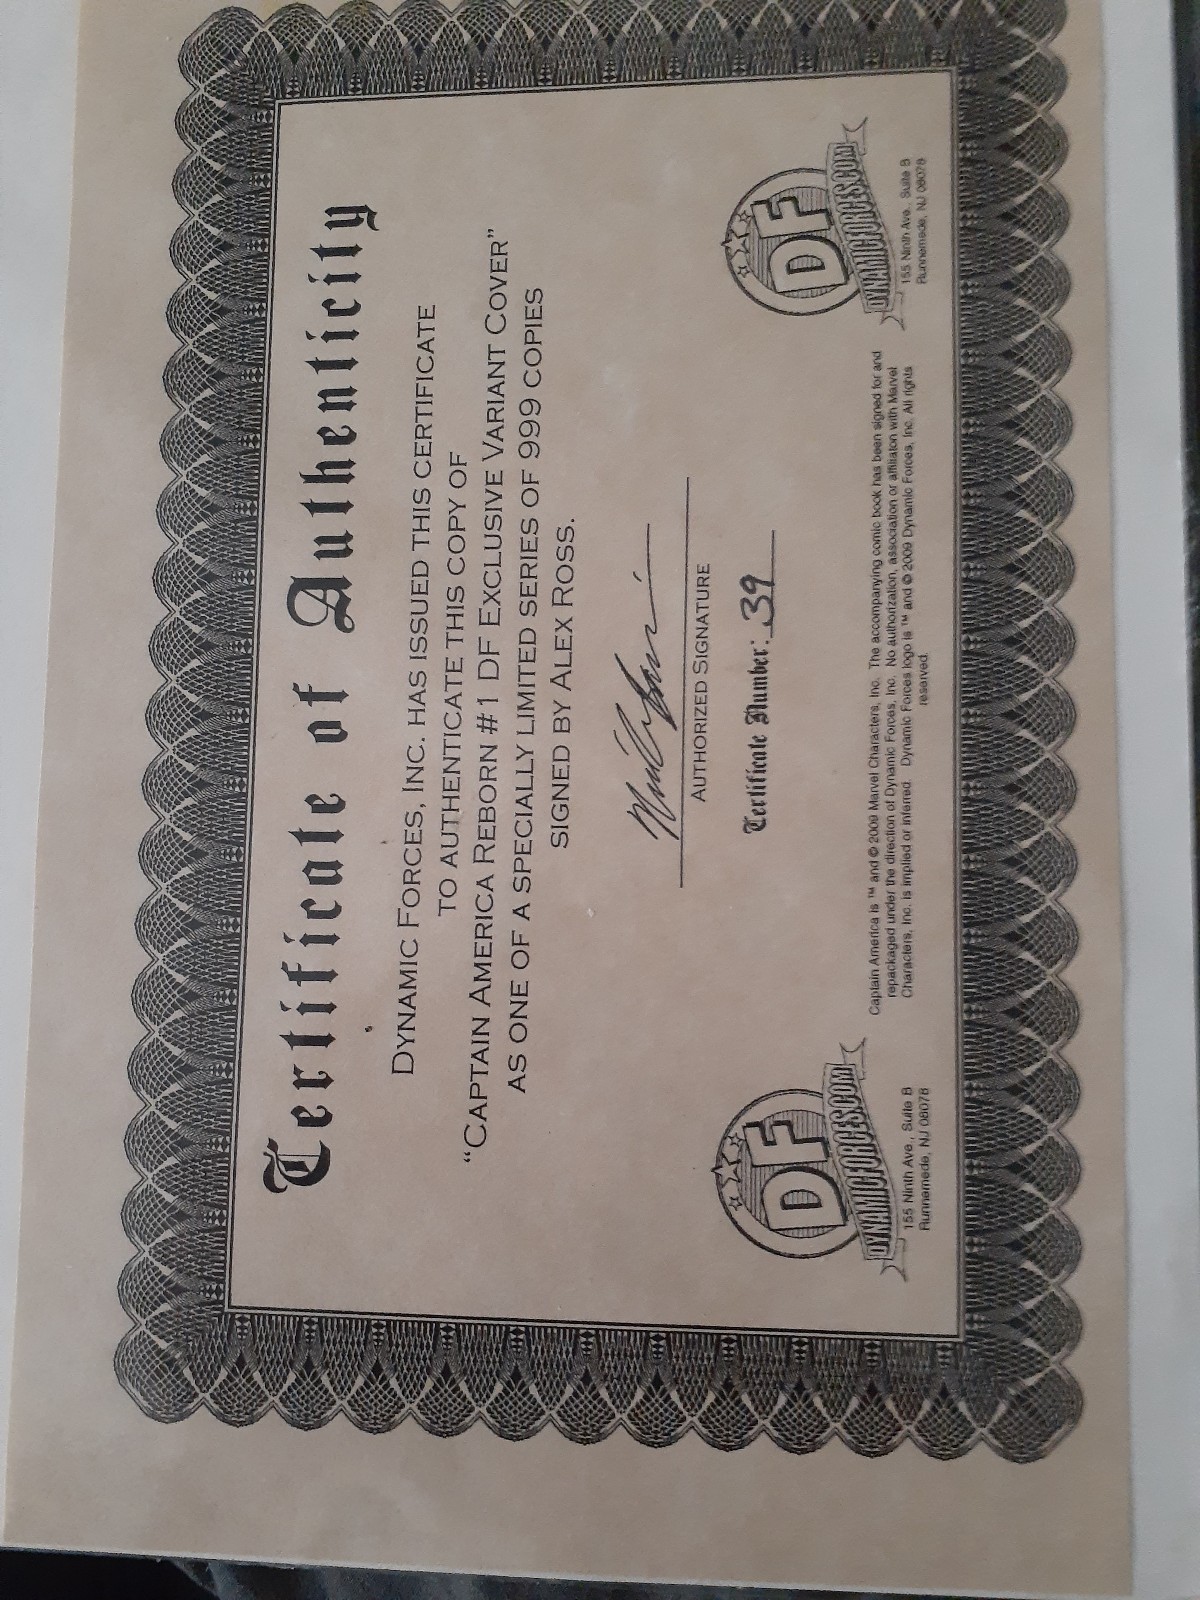 Certificate of Authenticity
DYNAMIC FORCES, INC. HAS ISSUED THIS CERTIFICATE
TO AUTHENTICATE THIS COPY OF
“CAPTAIN AMERICA REBORN #1 DF EXCLUSIVE VARIANT COVER”
AS ONE OF A SPECIALLY LIMITED SERIES OF 999 COPIES
SIGNED BY ALEX ROSS.
AUTHORIZED SIGNATURE
Certificate Number: 39
DF
DYNAMICFORCES.COM
155 Ninth Ave., Suite B
Runnemede, NJ 08078
Captain America is ™ and © 2009 Marvel Characters, Inc. The accompanying comic book has been signed for and
repackaged under the direction of Dynamic Forces, Inc. No authorization, association or affiliaton with Marvel
Characters, Inc. is implied or inferred. Dynamic Forces logo is ™ and © 2009 Dynamic Forces, Inc. All rights
reserved.
DF
DYNAMICFORCES.COM
155 Ninth Ave., Suite B
Runnemede, NJ 08078